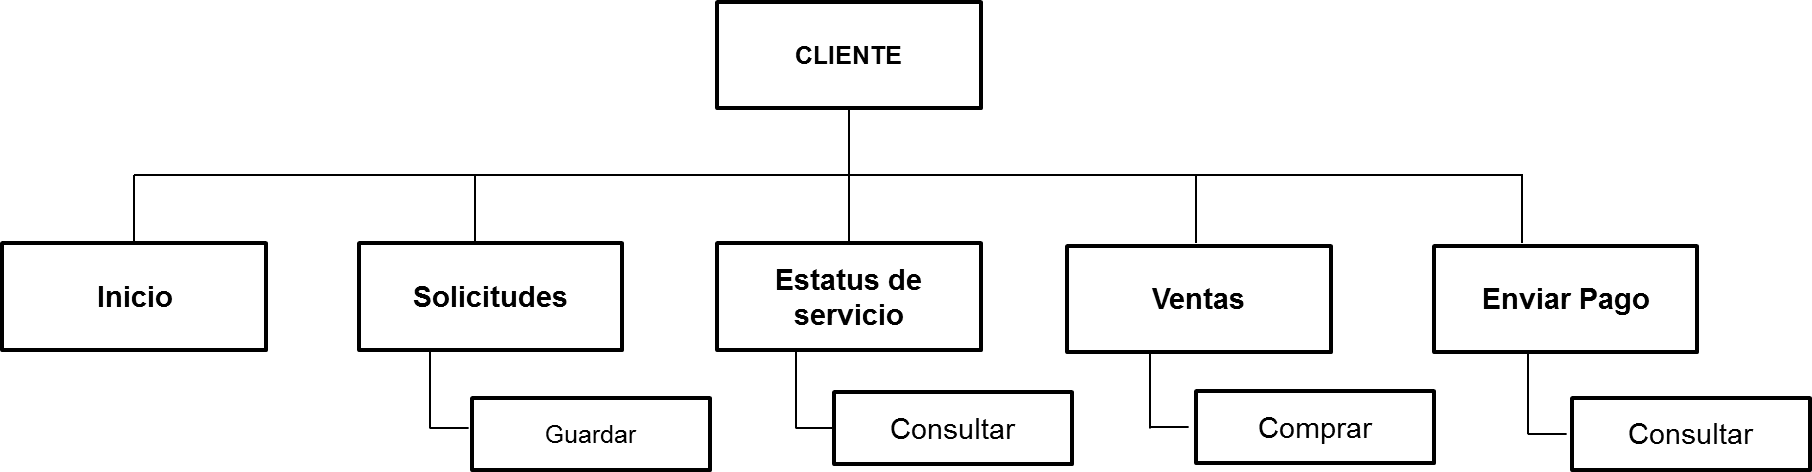 CLIENTE
Inicio
Solicitudes
Estatus de
servicio
Ventas
Enviar Pago
Guardar
Consultar
Comprar
Consultar